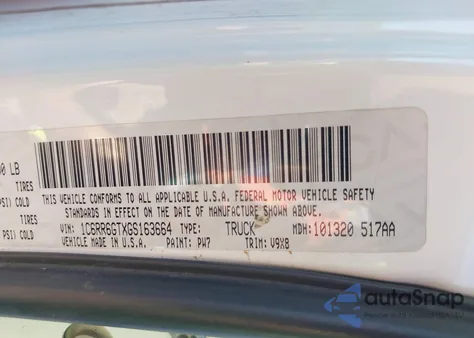 0 LB
TIRES
PSI) COLD
TIRES
PSI) COLD
THIS VEHICLE CONFORMS TO ALL APPLICABLE U.S.A. FEDERAL MOTOR VEHICLE SAFETY
STANDARDS IN EFFECT ON THE DATE OF MANUFACTURE SHOWN ABOVE.
VIN: 1C6RR6GTXGS163664 TYPE: TRUCK MDH: 101320 517AA
VEHICLE MADE IN U.S.A. PAINT: PW7 TRIM: V9X8
autoSnap